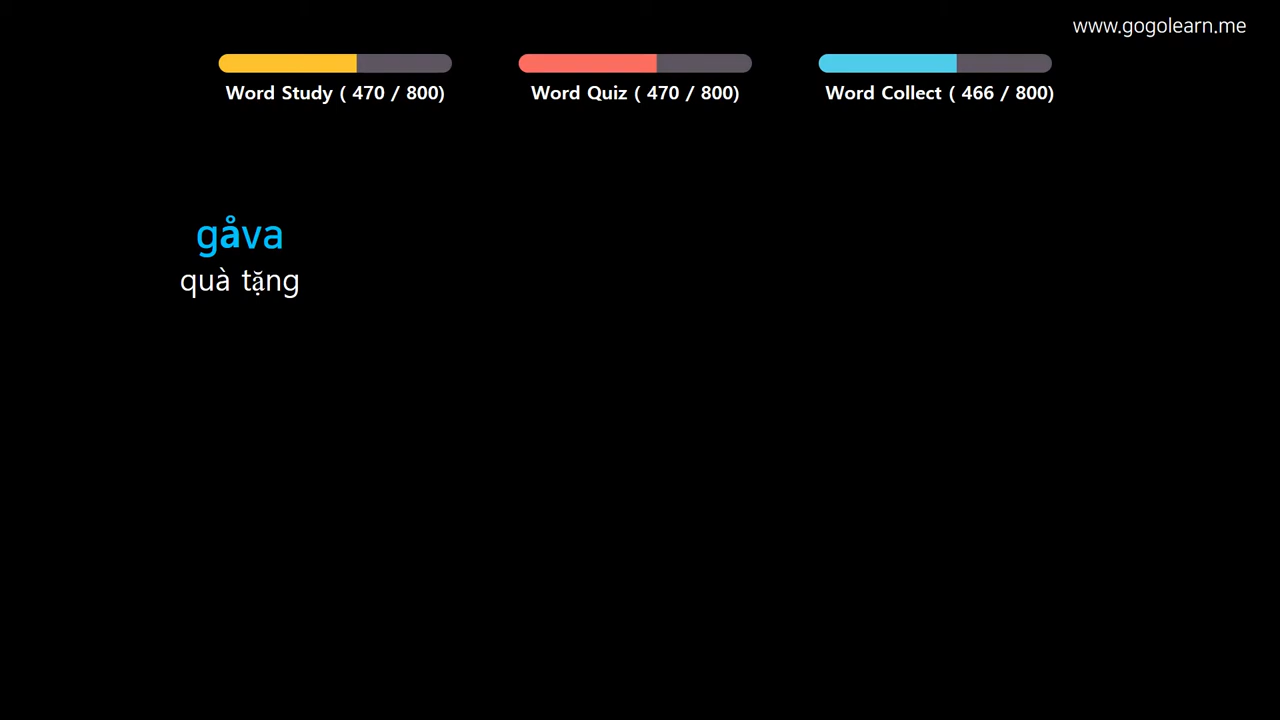 www.gogolearn.me
Word Study ( 470 / 800)
Word Quiz ( 470 / 800)
Word Collect ( 466 / 800)
gåva
quà tặng